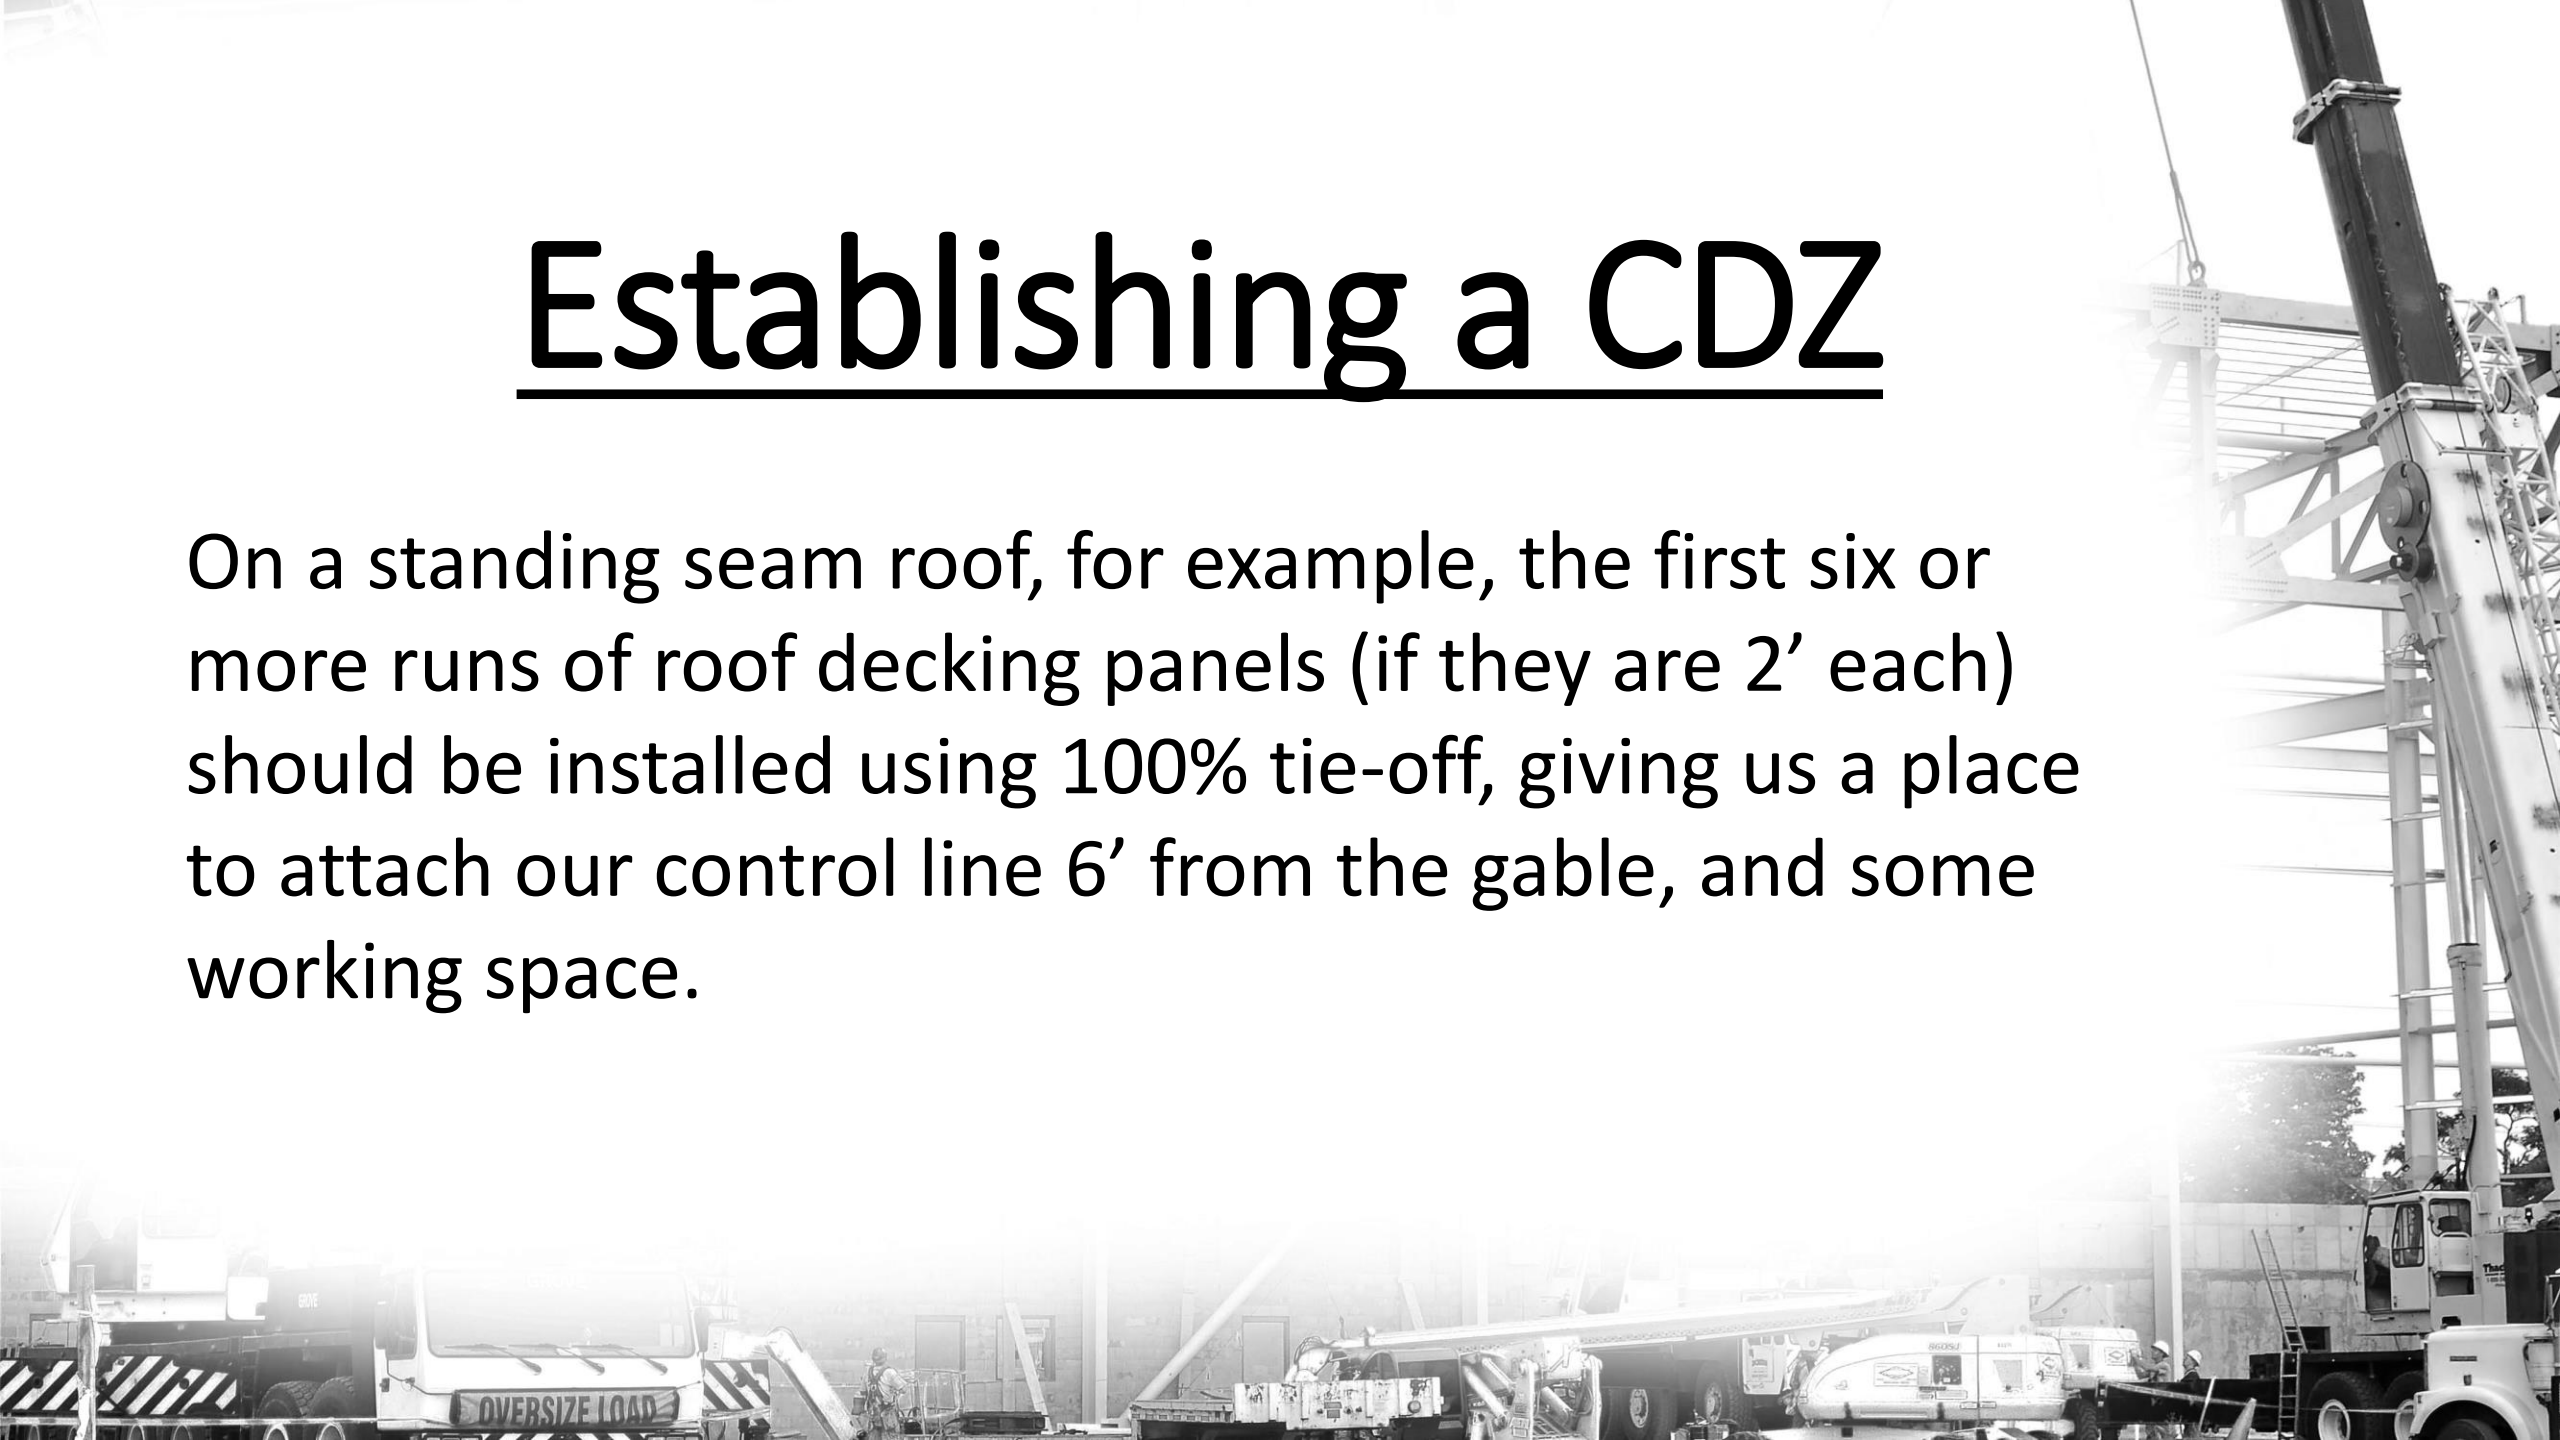 Establishing a CDZ
On a standing seam roof, for example, the first six or
more runs of roof decking panels (if they are 2’ each)
should be installed using 100% tie-off, giving us a place
to attach our control line 6’ from the gable, and some
working space.
GROVE
OVERSIZE LOAD